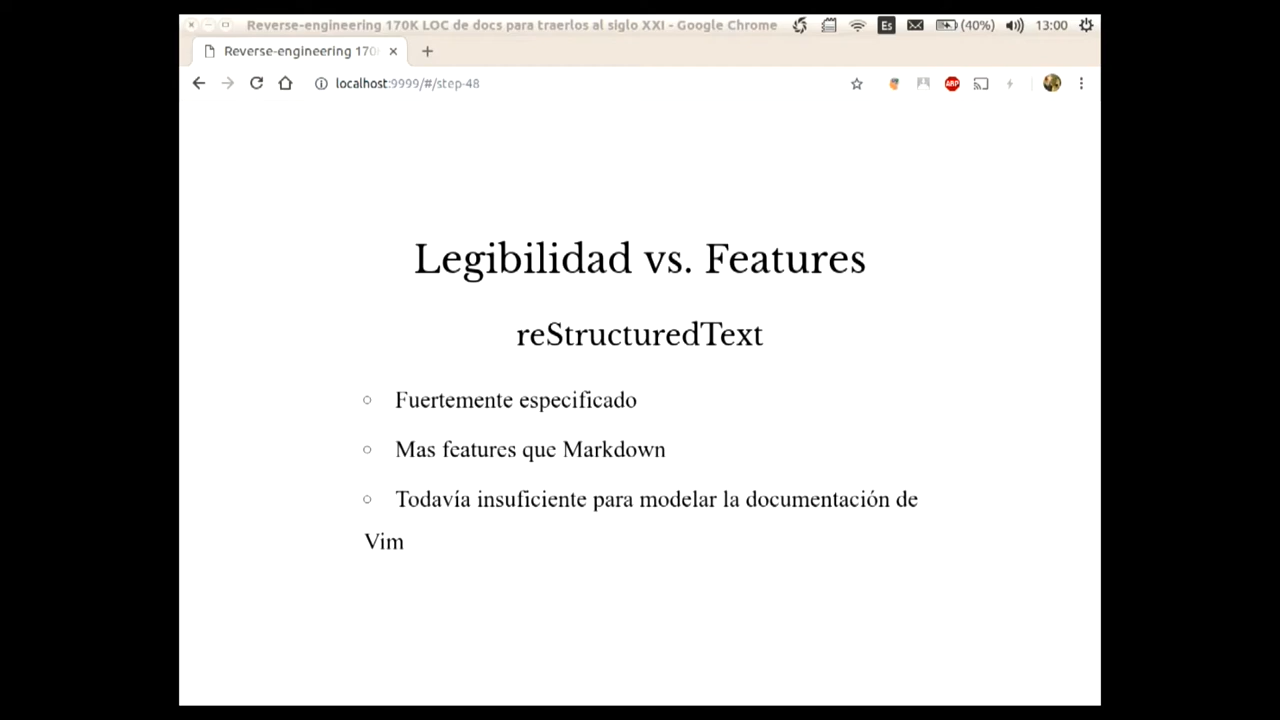 Reverse-engineering 170K LOC de docs para traerlos al siglo XXI - Google Chrome
Es
(40%)
13:00
Reverse-engineering 170
localhost:9999/#/step-48
ABP
Legibilidad vs. Features
reStructuredText
Fuertemente especificado
Mas features que Markdown
Todavía insuficiente para modelar la documentación de
Vim